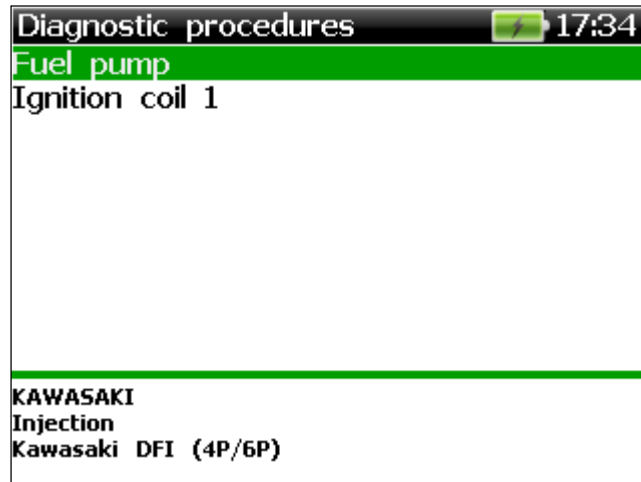 Diagnostic procedures 17:34
Fuel pump
Ignition coil 1
KAWASAKI
Injection
Kawasaki DFI (4P/6P)